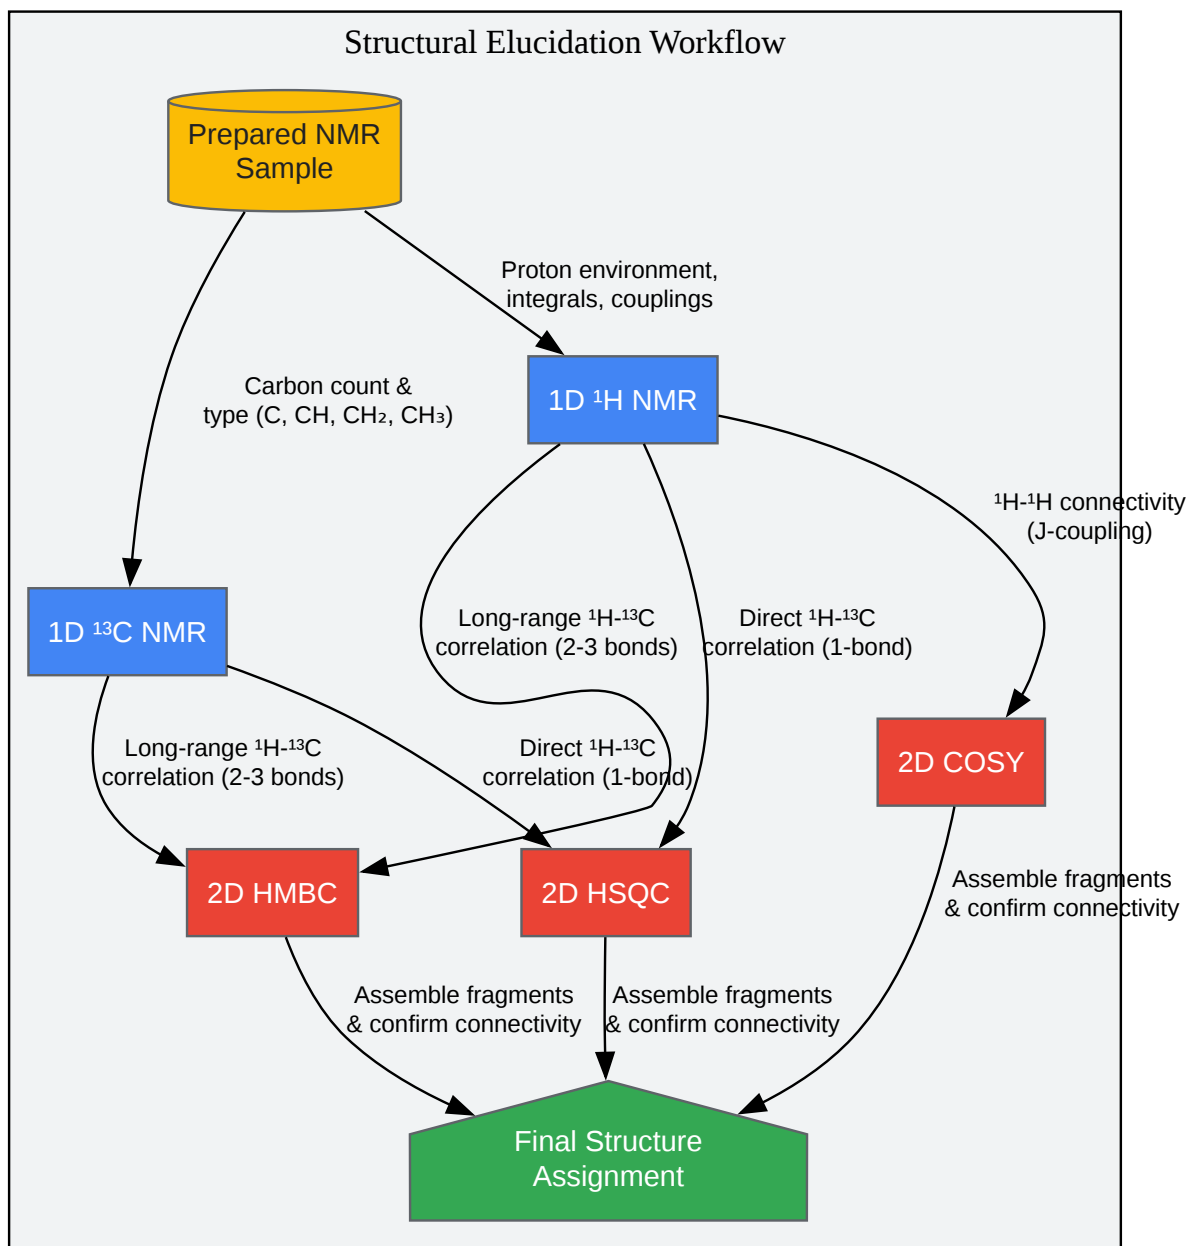 Structural Elucidation Workflow
Prepared NMR
Sample
Proton environment,
integrals, couplings
Carbon count &
type (C, CH, CH₂, CH₃)
1D ¹H NMR
¹H-¹H connectivity
(J-coupling)
1D ¹³C NMR
Long-range ¹H-¹³C
correlation (2-3 bonds)
Direct ¹H-¹³C
correlation (1-bond)
Long-range ¹H-¹³C
correlation (2-3 bonds)
Direct ¹H-¹³C
correlation (1-bond)
2D COSY
2D HMBC
2D HSQC
Assemble fragments
& confirm connectivity
Assemble fragments
& confirm connectivity
Assemble fragments
& confirm connectivity
Final Structure
Assignment